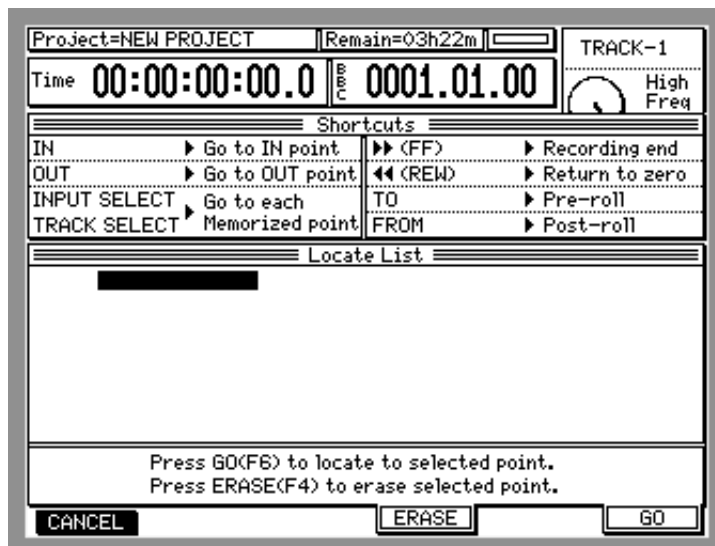 Project=NEW PROJECT Remain=03h22m TRACK-1
Time 00:00:00:00.0 BBC 0001.01.00 High Freq
Shortcuts
IN ▶ Go to IN point ▶▶ (FF) ▶ Recording end
OUT ▶ Go to OUT point ◀◀ (REW) ▶ Return to zero
INPUT SELECT ▶ Go to each TO ▶ Pre-roll
TRACK SELECT Memorized point FROM ▶ Post-roll
Locate List
Press GO(F6) to locate to selected point.
Press ERASE(F4) to erase selected point.
CANCEL ERASE GO